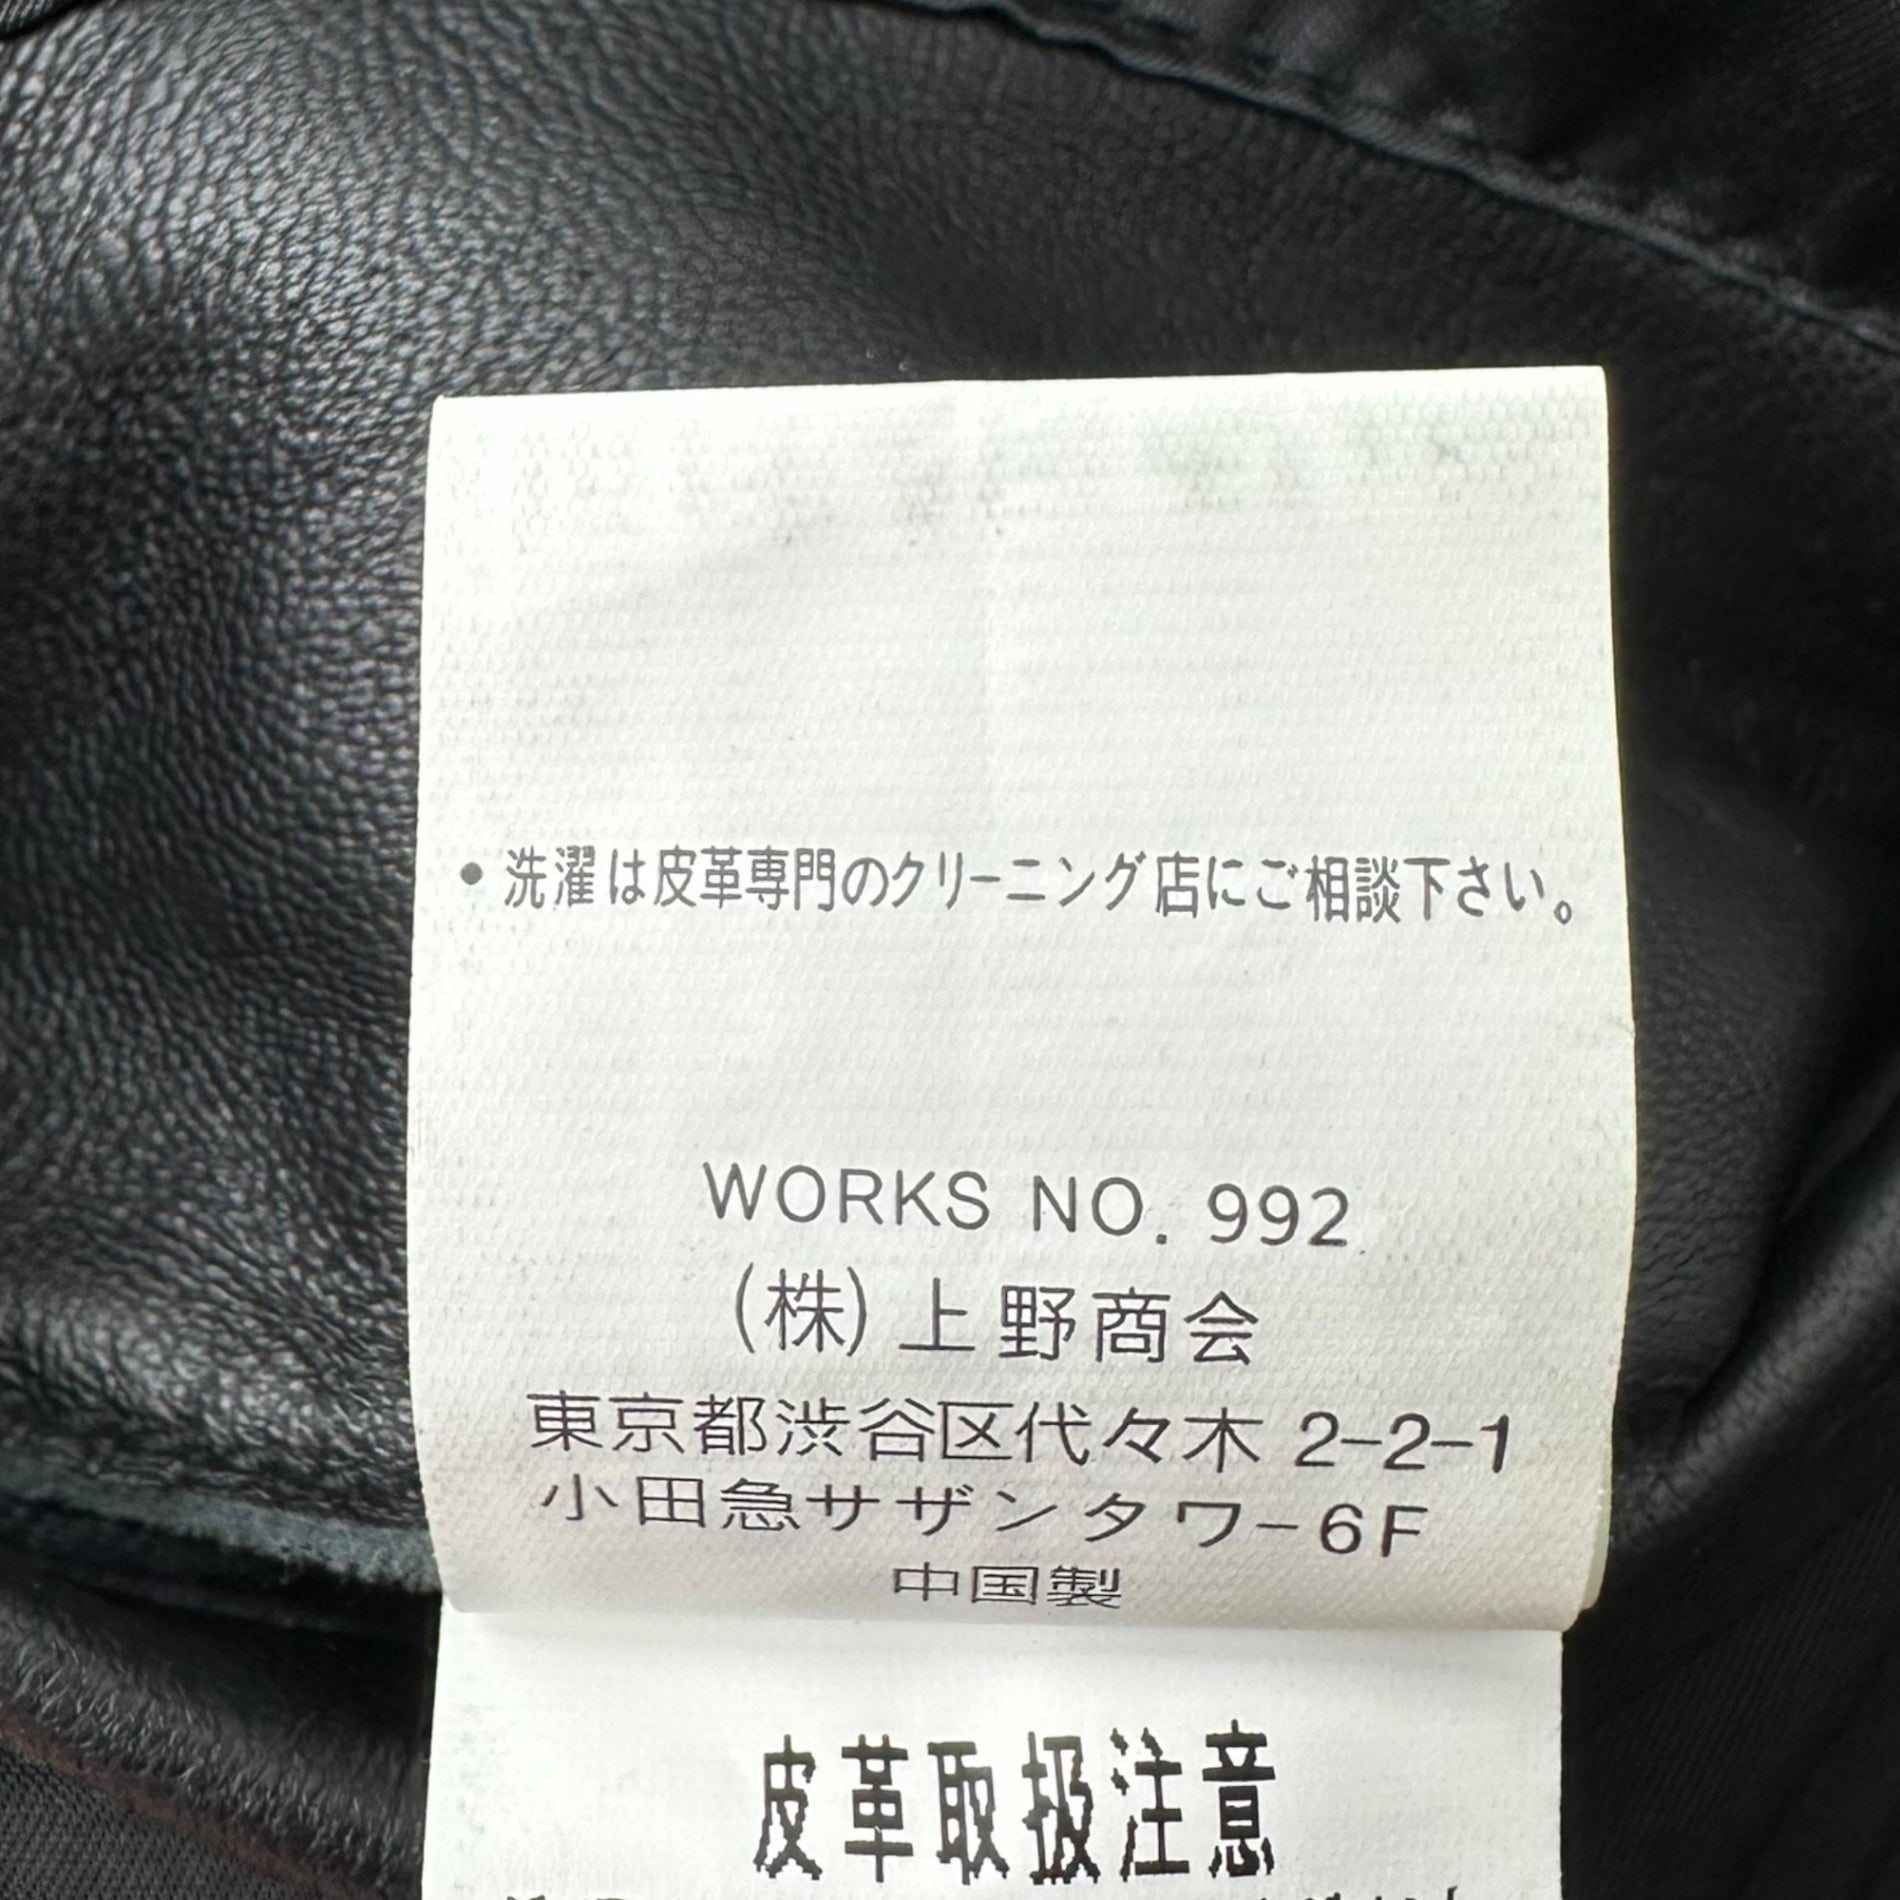 • 洗濯は皮革専門のクリーニング店にご相談下さい。
WORKS NO. 992
(株)上野商会
東京都渋谷区代々木 2-2-1
小田急サザンタワー6F
中国製
皮革取扱注意